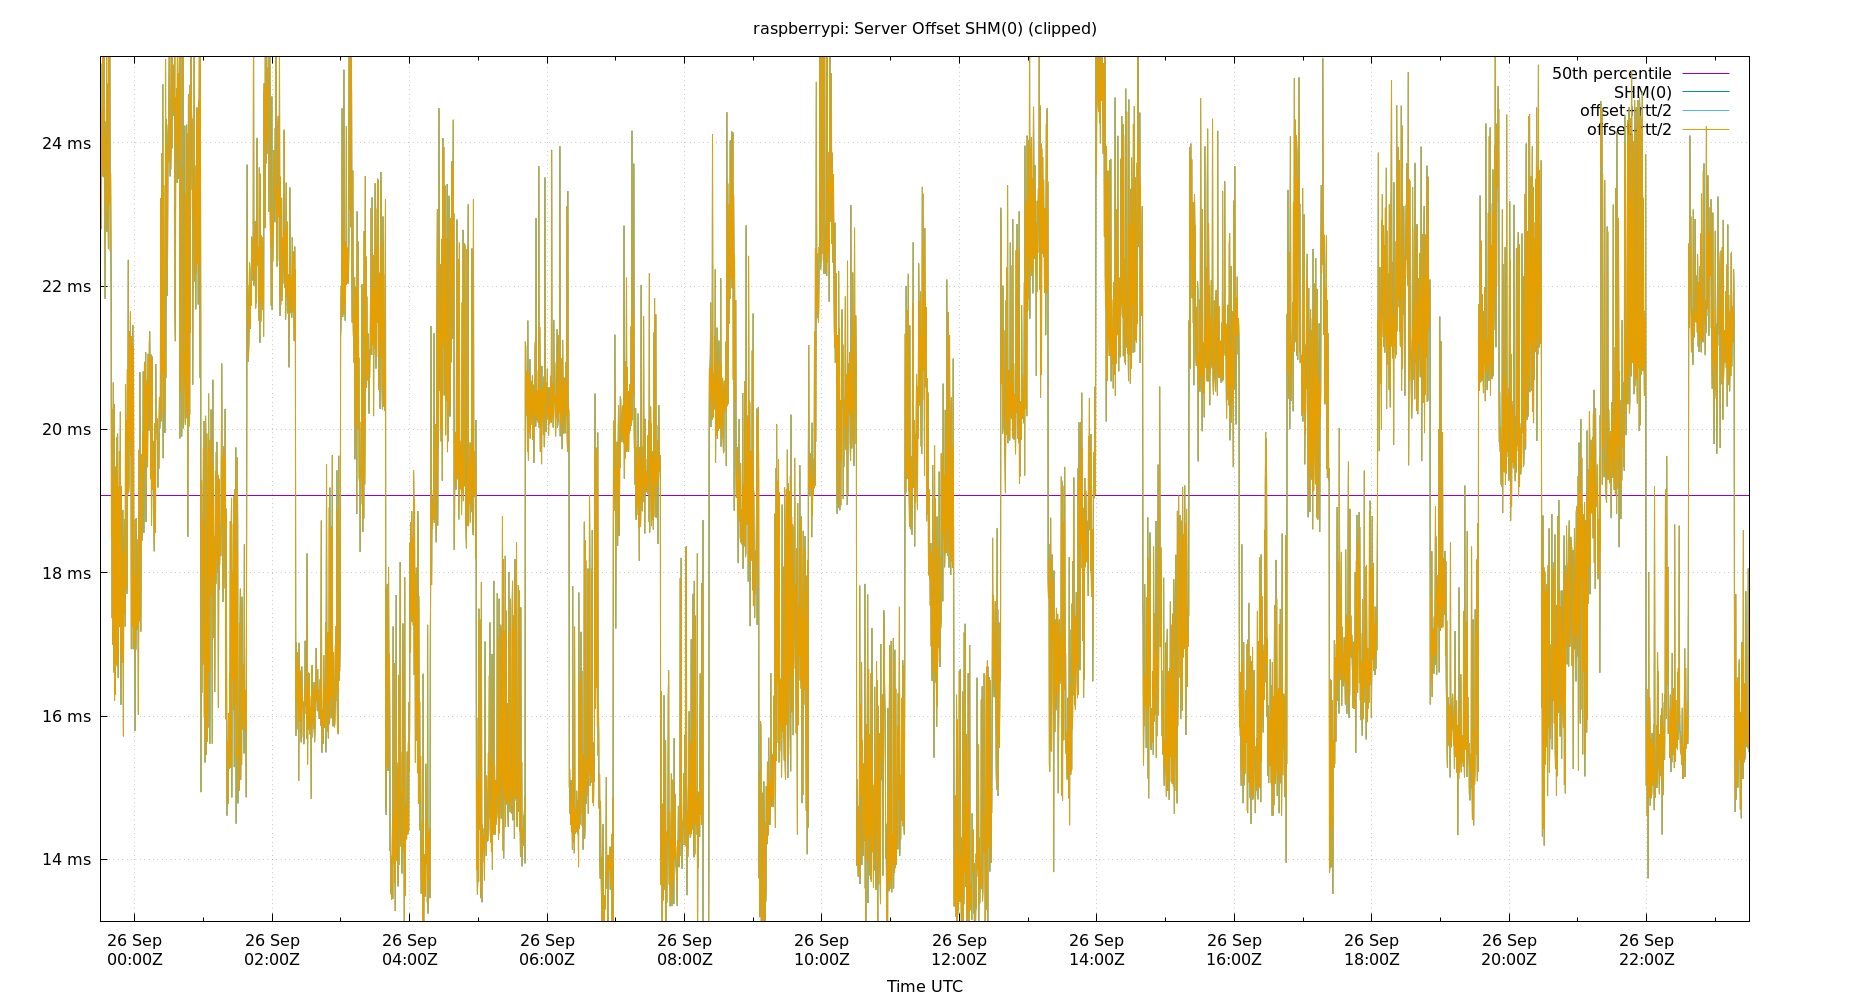 raspberrypi: Server Offset SHM(0) (clipped)
50th percentile
SHM(0)
offset+rtt/2
offset-rtt/2
24 ms
22 ms
20 ms
18 ms
16 ms
14 ms
26 Sep 26 Sep 26 Sep 26 Sep 26 Sep 26 Sep 26 Sep 26 Sep 26 Sep 26 Sep 26 Sep 26 Sep
00:00Z 02:00Z 04:00Z 06:00Z 08:00Z 10:00Z 12:00Z 14:00Z 16:00Z 18:00Z 20:00Z 22:00Z
Time UTC